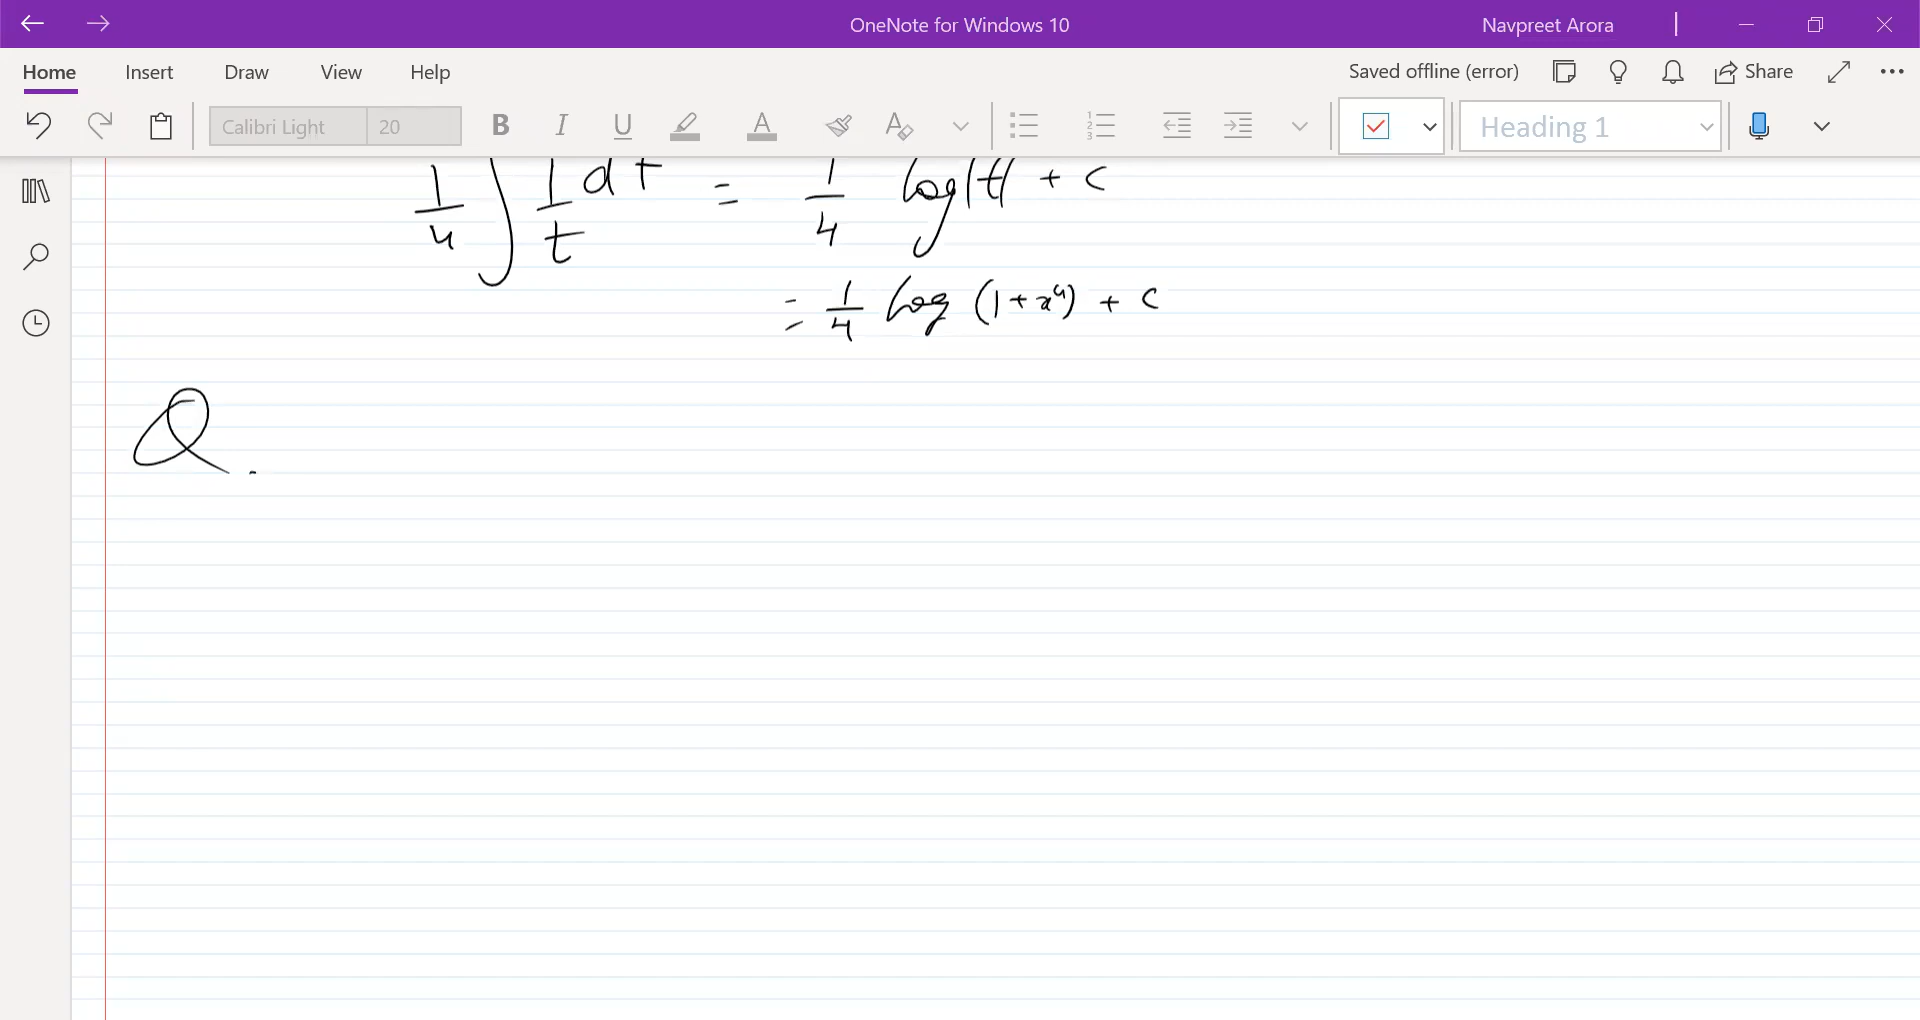 OneNote for Windows 10
Navpreet Arora
Home Insert Draw View Help
Saved offline (error) Share
Calibri Light 20 B I U A A Heading 1
1/4 ∫ 1/t dt = 1/4 log|t| + c
= 1/4 log (1+x⁴) + c
Q.